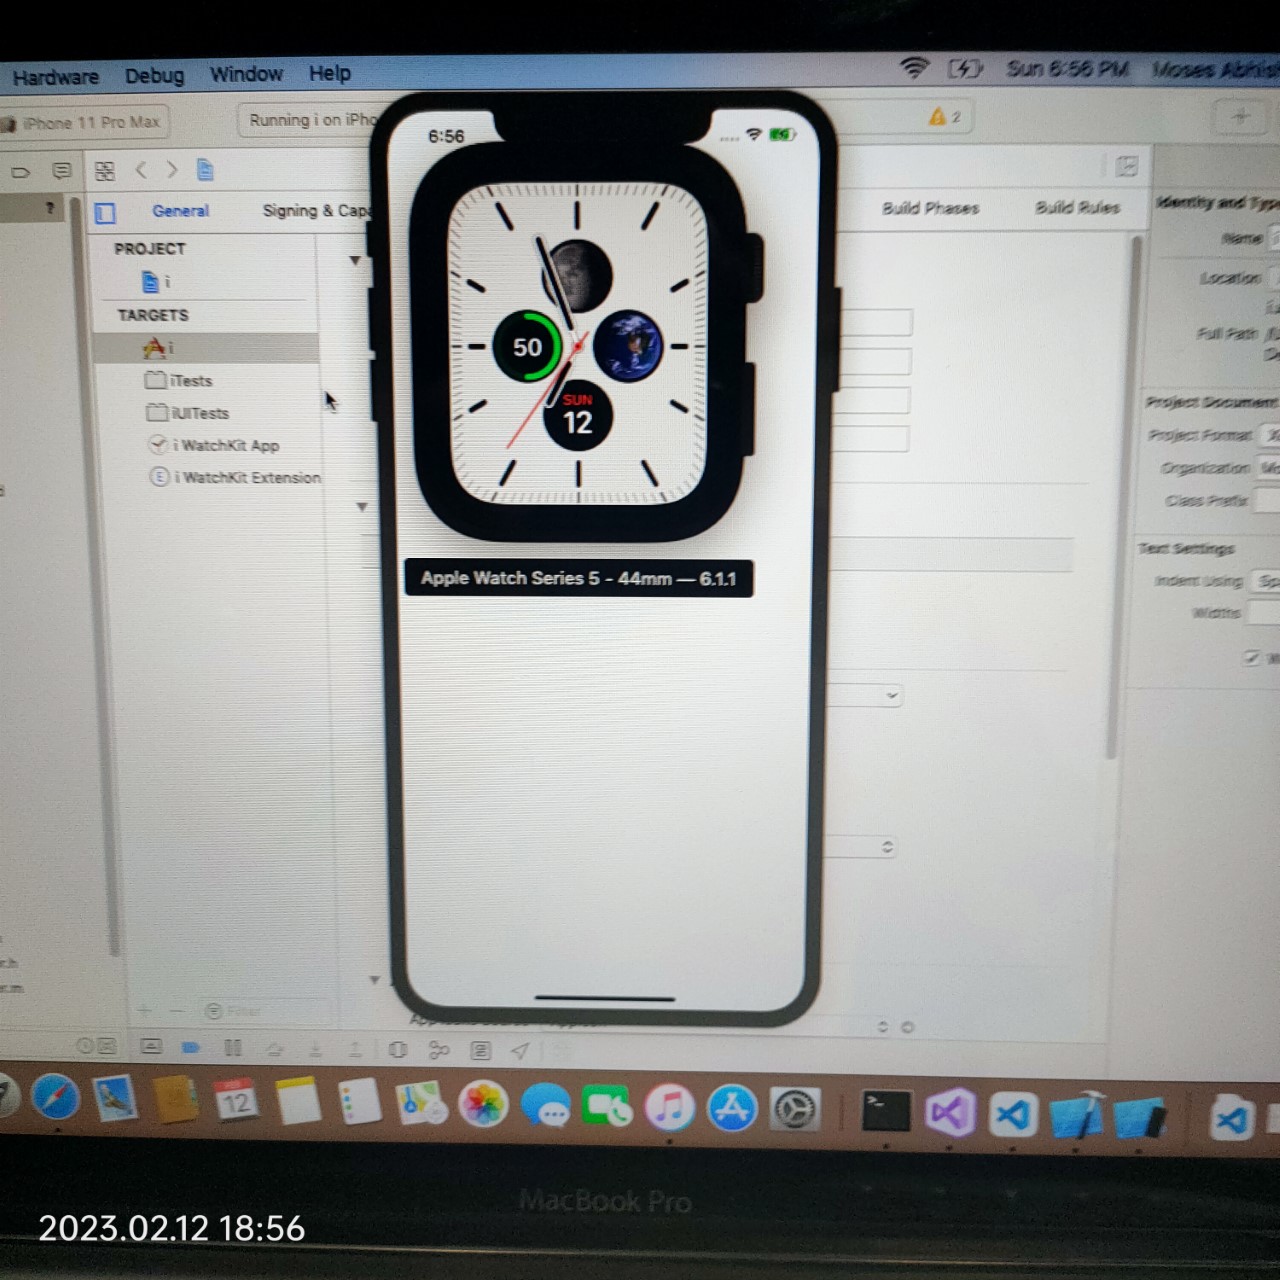 Hardware Debug Window Help Sun 6:56 PM Moses
iPhone 11 Pro Max Running i on iPho 2
6:56
?
General Signing & Capa Build Phases Build Rules
Identity and Type
PROJECT
i
TARGETS
i
iTests
iUITests
i WatchKit App
i WatchKit Extension
50
SUN
12
Apple Watch Series 5 - 44mm — 6.1.1
Name
Location
Full Path
Project Document
Project Format
Organization
Class Prefix
Text Settings
Indent Using
Widths
Filter
12
MacBook Pro
2023.02.12 18:56